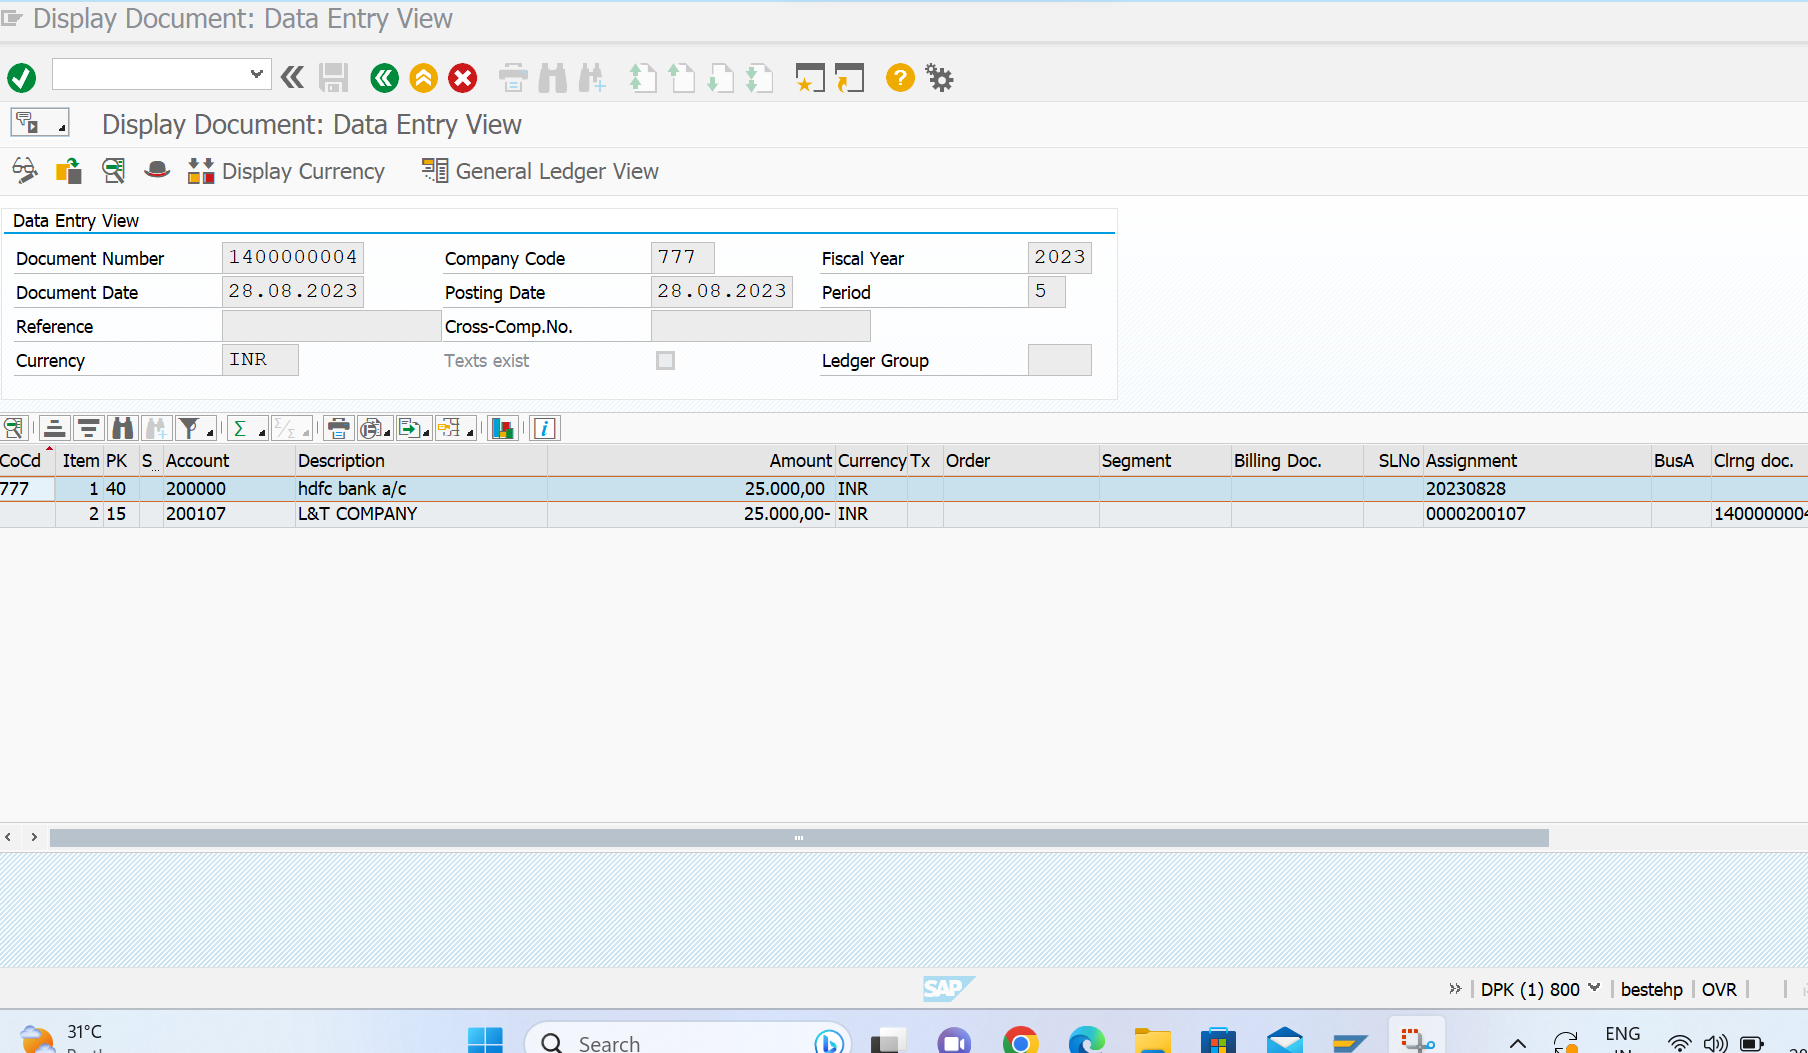 Display Document: Data Entry View
Display Document: Data Entry View
Display Currency General Ledger View
Data Entry View
Document Number 1400000004 Company Code 777 Fiscal Year 2023
Document Date 28.08.2023 Posting Date 28.08.2023 Period 5
Reference Cross-Comp.No.
Currency INR Texts exist Ledger Group
CoCd Item PK S... Account Description Amount Currency Tx Order Segment Billing Doc. SLNo Assignment BusA Clrng doc.
777 1 40 200000 hdfc bank a/c 25.000,00 INR 20230828
2 15 200107 L&T COMPANY 25.000,00- INR 0000200107 1400000004
SAP DPK (1) 800 bestehp OVR
31°C
Search
ENG